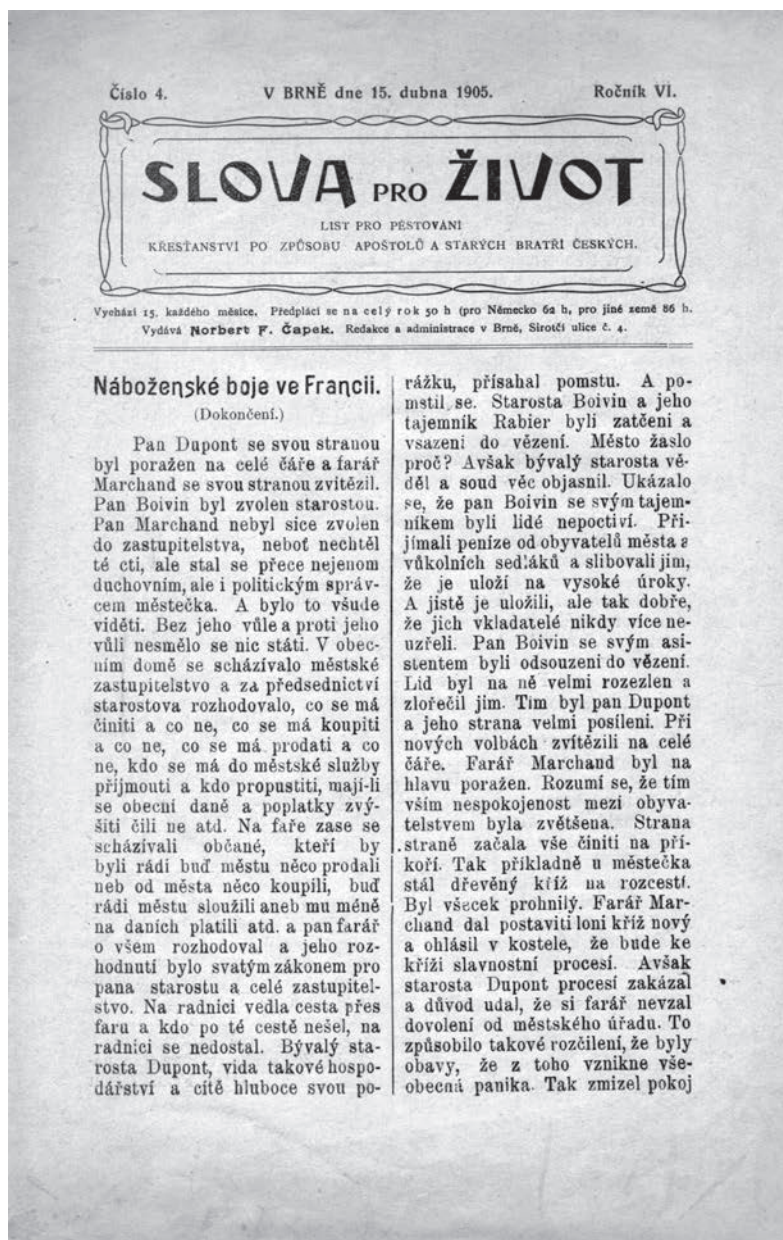 Číslo 4.
V BRNĚ dne 15. dubna 1905.
Ročník VI.
SLOVA PRO ŽIVOT
LIST PRO PĚSTOVÁNÍ
KŘESŤANSTVÍ PO ZPŮSOBU APOŠTOLŮ A STARÝCH BRATŘÍ ČESKÝCH.
Vychází 15. každého měsíce. Předplácí se na celý rok 50 h (pro Německo 62 h, pro jiné země 86 h.
Vydává Norbert F. Čapek. Redakce a administrace v Brně, Sirotčí ulice č. 4.
Náboženské boje ve Francii.
(Dokončení.)
Pan Dupont se svou stranou
byl poražen na celé čáře a farář
Marchand se svou stranou zvítězil.
Pan Boivin byl zvolen starostou.
Pan Marchand nebyl sice zvolen
do zastupitelstva, neboť nechtěl
té cti, ale stal se přece nejenom
duchovním, ale i politickým správ-
cem městečka. A bylo to všude
viděti. Bez jeho vůle a proti jeho
vůli nesmělo se nic státi. V obec-
ním domě se scházívalo městské
zastupitelstvo a za předsednictví
starostova rozhodovalo, co se má
činiti a co ne, co se má koupiti
a co ne, co se má prodati a co
ne, kdo se má do městské služby
přijmouti a kdo propustiti, mají-li
se obecní daně a poplatky zvý-
šiti čili ne atd. Na faře zase se
scházívali občané, kteří by
byli rádi buď městu něco prodali
neb od města něco koupili, buď
rádi městu sloužili aneb mu méně
na daních platili atd. a pan farář
o všem rozhodoval a jeho roz-
hodnutí bylo svatým zákonem pro
pana starostu a celé zastupitel-
stvo. Na radnici vedla cesta přes
faru a kdo po té cestě nešel, na
radnici se nedostal. Bývalý sta-
rosta Dupont, vida takové hospo-
dářství a cítě hluboce svou po-
rážku, přísahal pomstu. A po-
mstil se. Starosta Boivin a jeho
tajemník Rabier byli zatčeni a
vsazeni do vězení. Město žaslo
proč? Avšak bývalý starosta vě-
děl a soud věc objasnil. Ukázalo
se, že pan Boivin se svým tajem-
níkem byli lidé nepoctiví. Při-
jímali peníze od obyvatelů města a
vůkolních sedláků a slibovali jim,
že je uloží na vysoké úroky.
A jistě je uložili, ale tak dobře,
že jich vkladatelé nikdy více ne-
uzřeli. Pan Boivin se svým asi-
stentem byli odsouzeni do vězení.
Lid byl na ně velmi rozezlen a
zlořečil jim. Tím byl pan Dupont
a jeho strana velmi posíleni. Při
nových volbách zvítězili na celé
čáře. Farář Marchand byl na
hlavu poražen. Rozumí se, že tím
vším nespokojenost mezi obyva-
telstvem byla zvětšena. Strana
straně začala vše činiti na pří-
koří. Tak příkladně u městečka
stál dřevěný kříž na rozcestí.
Byl všecek prohnilý. Farář Mar-
chand dal postaviti loni kříž nový
a ohlásil v kostele, že bude ke
kříži slavnostní procesí. Avšak
starosta Dupont procesí zakázal
a důvod udal, že si farář nevzal
dovolení od městského úřadu. To
způsobilo takové rozčilení, že byly
obavy, že z toho vznikne vše-
obecná panika. Tak zmizel pokoj